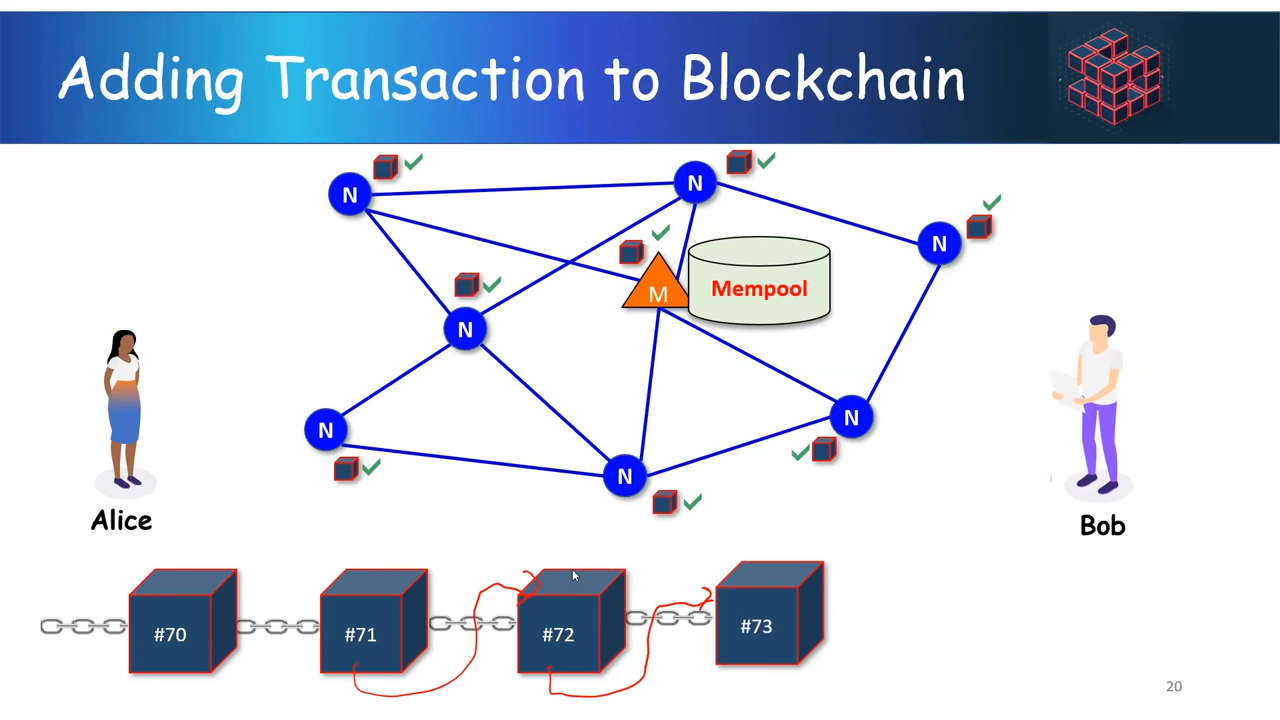 Adding Transaction to Blockchain
N
N
N
M
Mempool
N
N
N
N
Alice
Bob
#70
#71
#72
#73
20